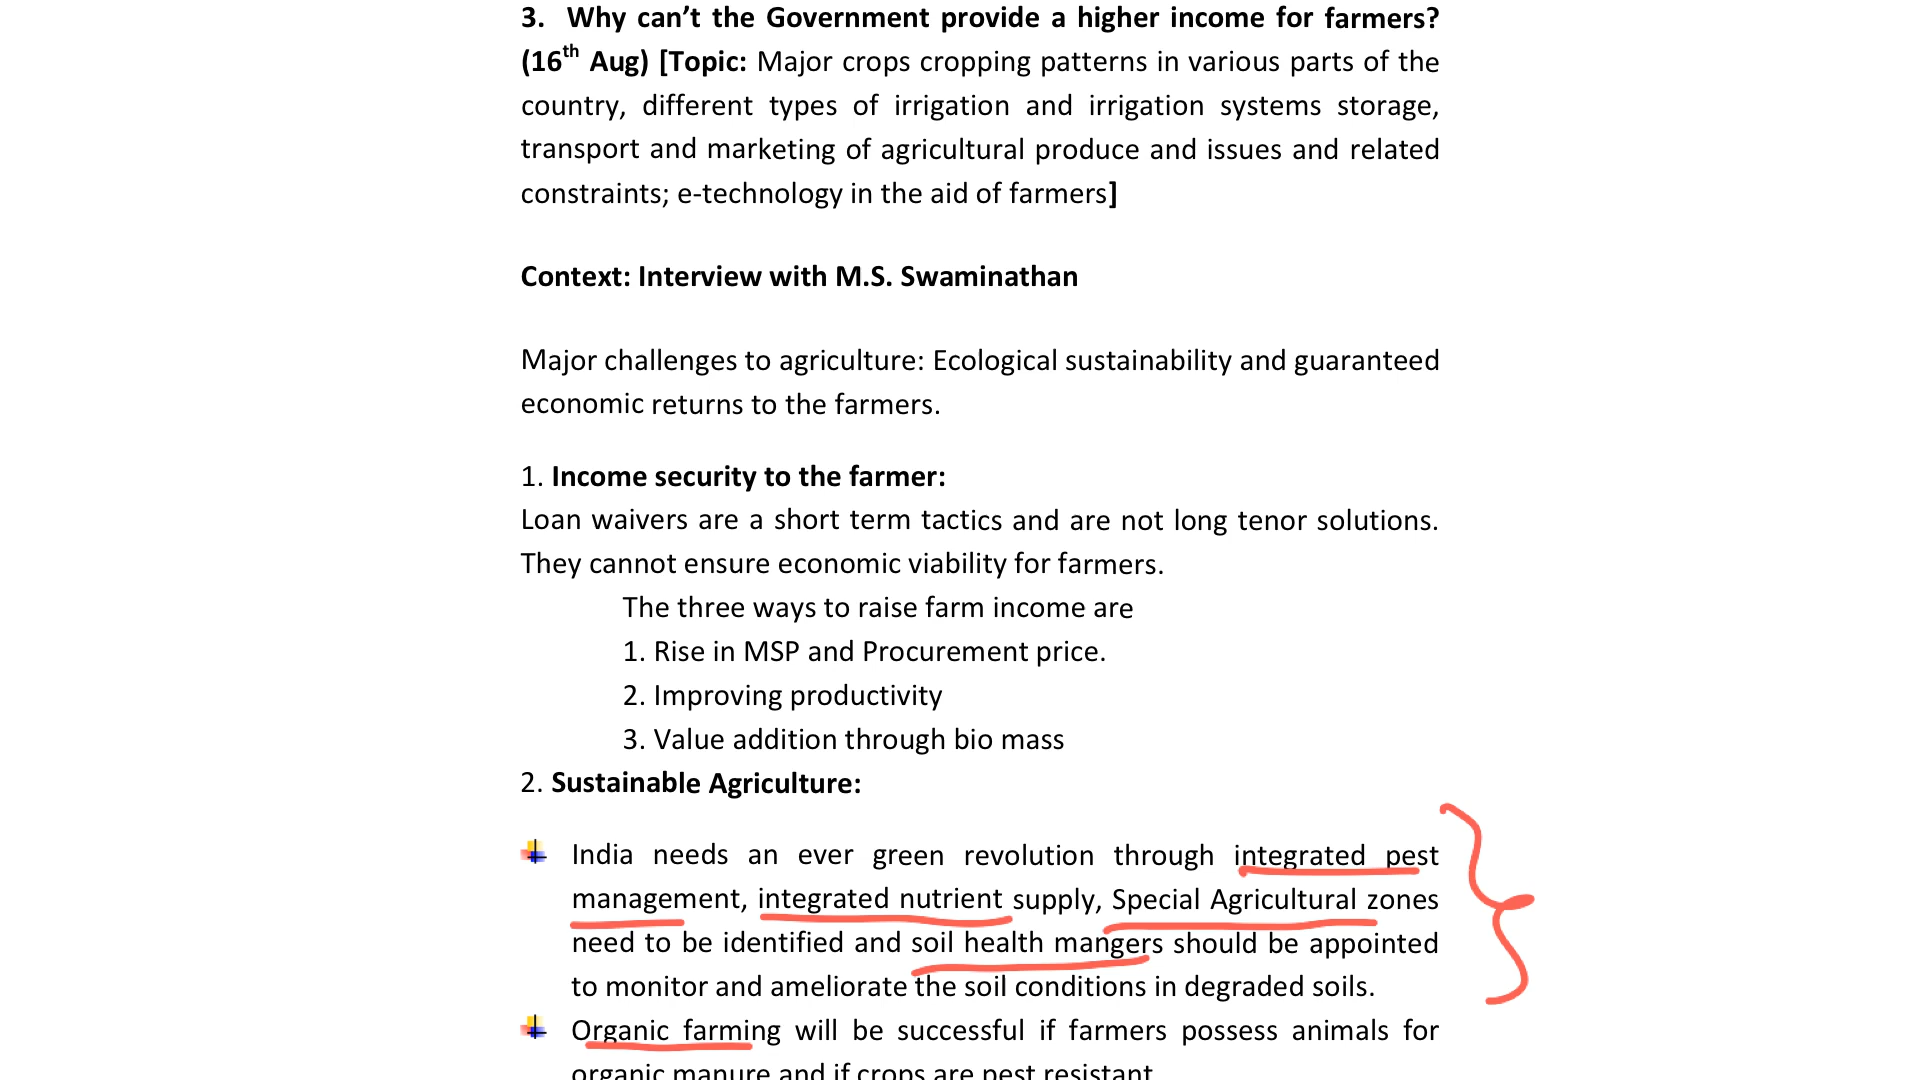 3. Why can’t the Government provide a higher income for farmers?
(16th Aug) [Topic: Major crops cropping patterns in various parts of the
country, different types of irrigation and irrigation systems storage,
transport and marketing of agricultural produce and issues and related
constraints; e-technology in the aid of farmers]
Context: Interview with M.S. Swaminathan
Major challenges to agriculture: Ecological sustainability and guaranteed
economic returns to the farmers.
1. Income security to the farmer:
Loan waivers are a short term tactics and are not long tenor solutions.
They cannot ensure economic viability for farmers.
The three ways to raise farm income are
1. Rise in MSP and Procurement price.
2. Improving productivity
3. Value addition through bio mass
2. Sustainable Agriculture:
India needs an ever green revolution through integrated pest
management, integrated nutrient supply, Special Agricultural zones
need to be identified and soil health mangers should be appointed
to monitor and ameliorate the soil conditions in degraded soils.
Organic farming will be successful if farmers possess animals for
organic manure and if crops are pest resistant